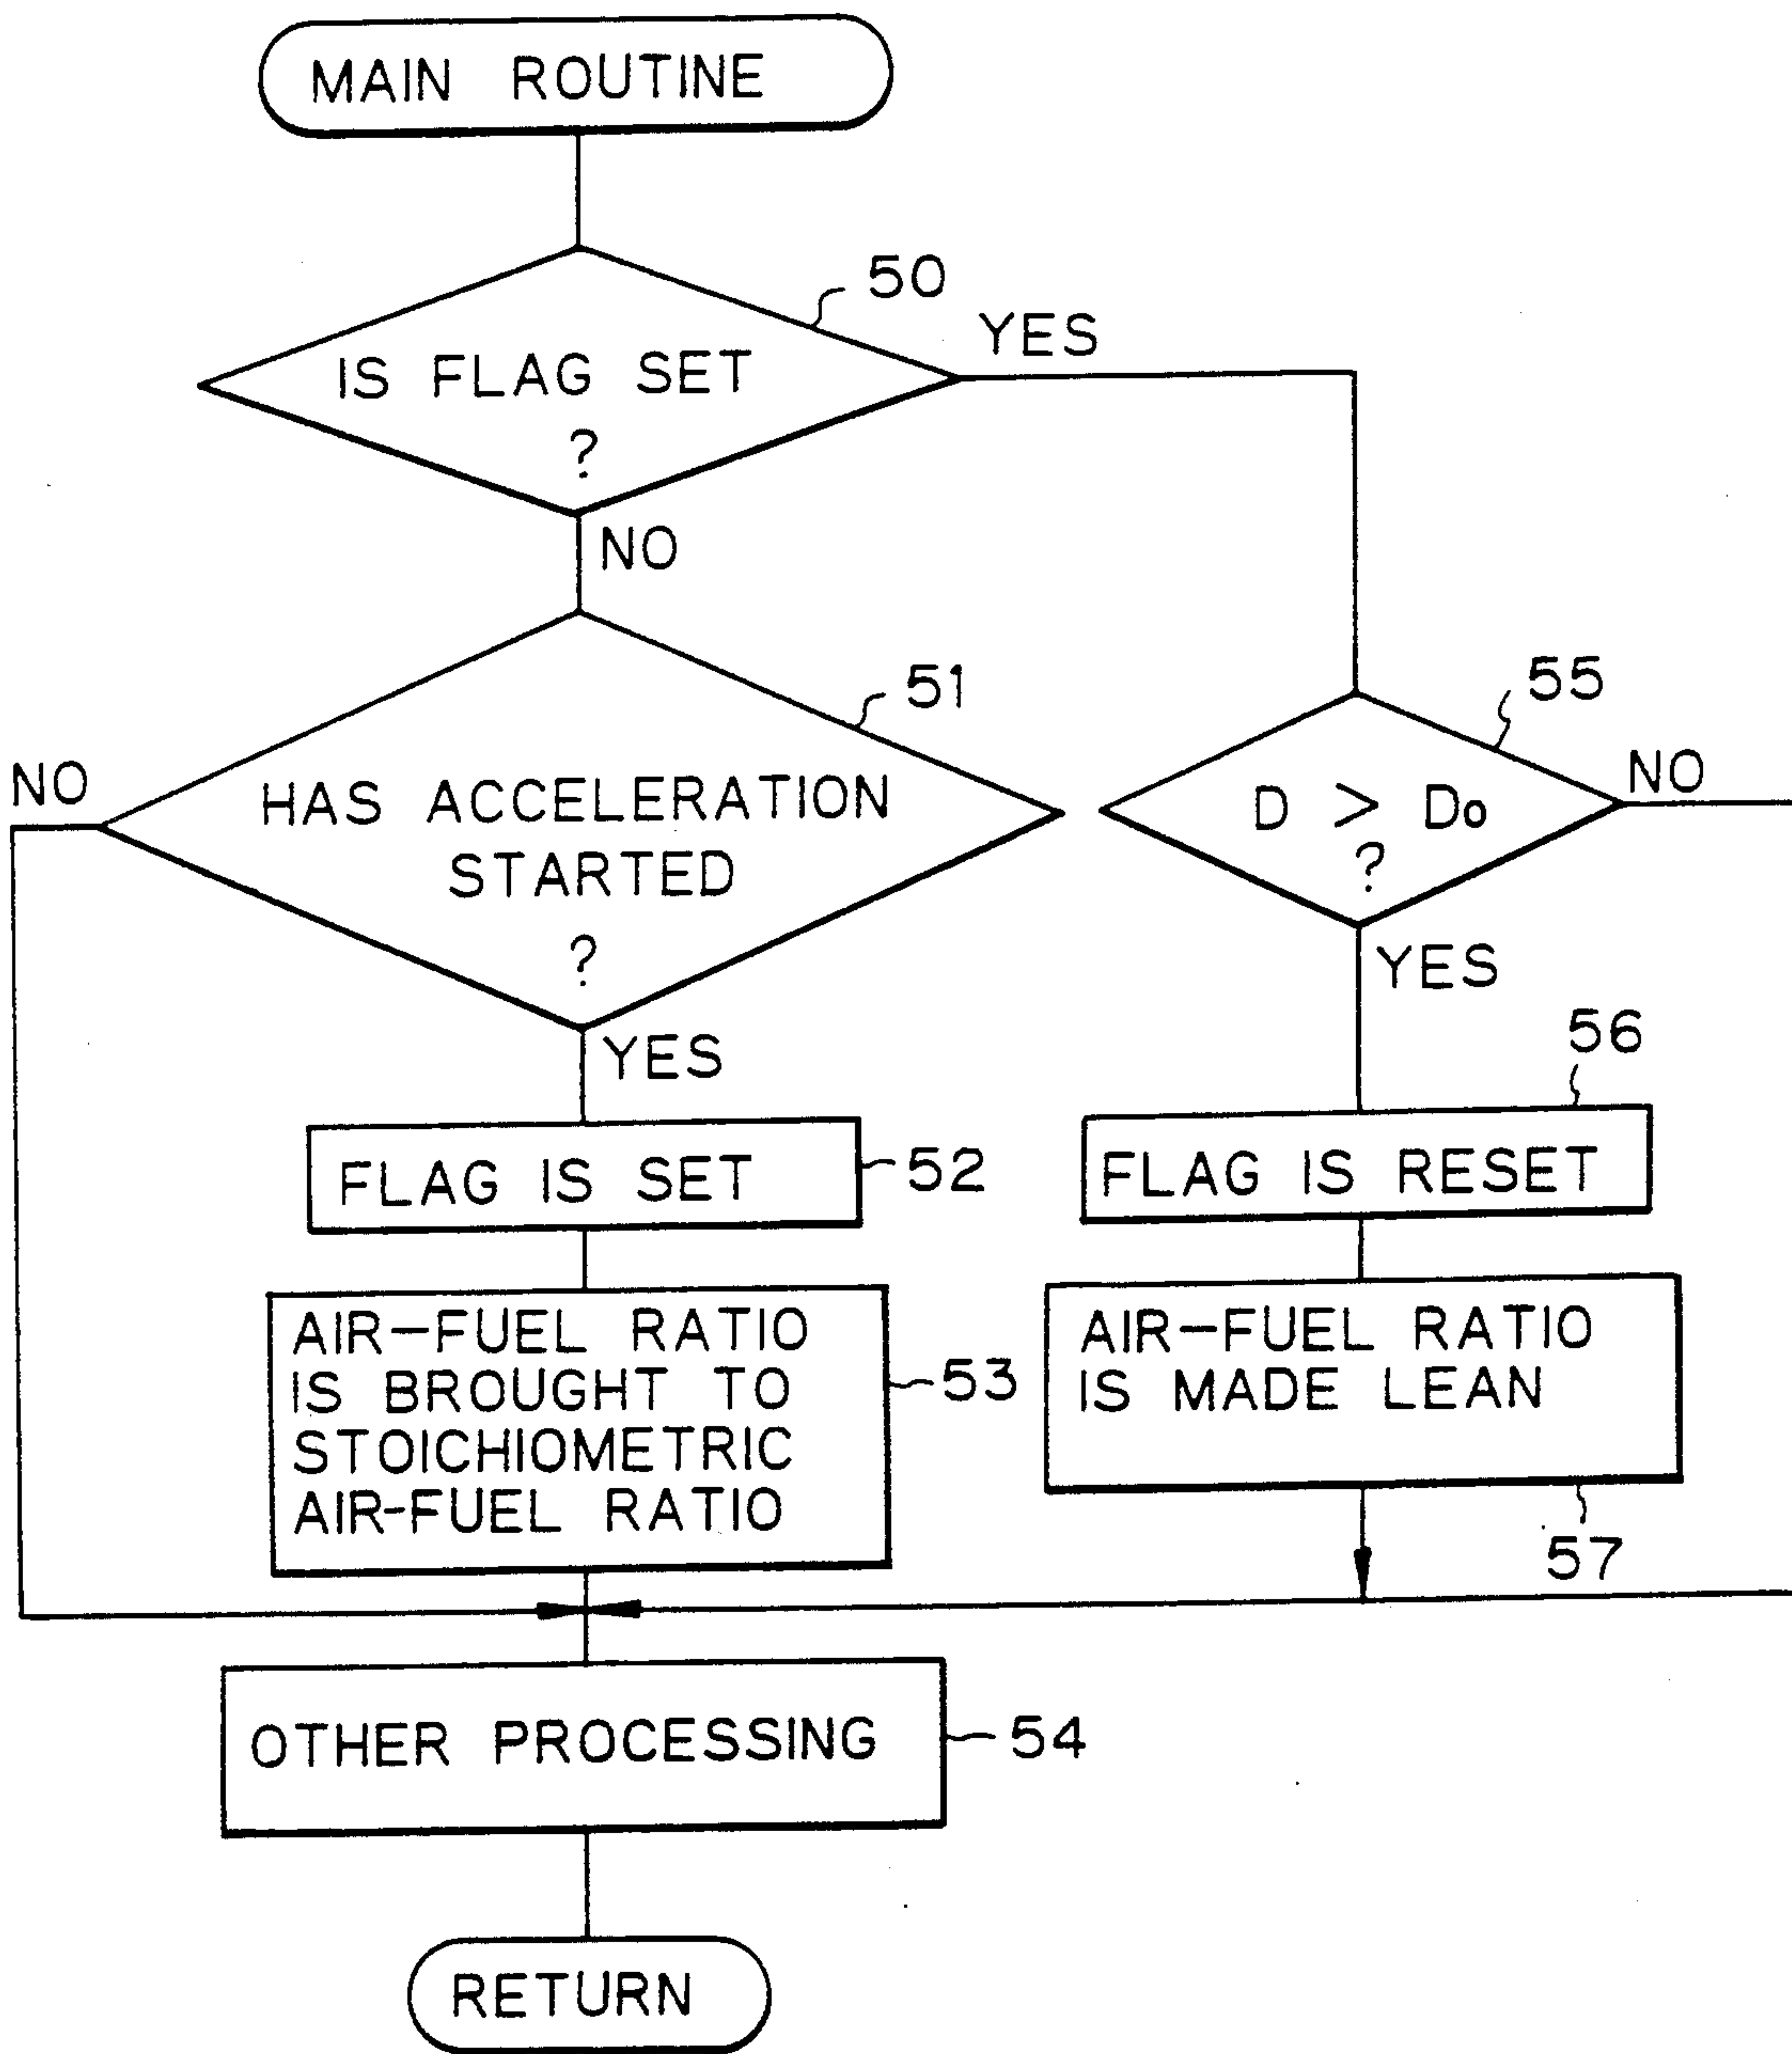 MAIN ROUTINE
50
YES
IS FLAG SET
?
NO
51
NO
HAS ACCELERATION
STARTED
?
YES
FLAG IS SET
52
AIR-FUEL RATIO
IS BROUGHT TO
STOICHIOMETRIC
AIR-FUEL RATIO
53
55
NO
D > Do
?
YES
56
FLAG IS RESET
AIR-FUEL RATIO
IS MADE LEAN
57
OTHER PROCESSING
54
RETURN